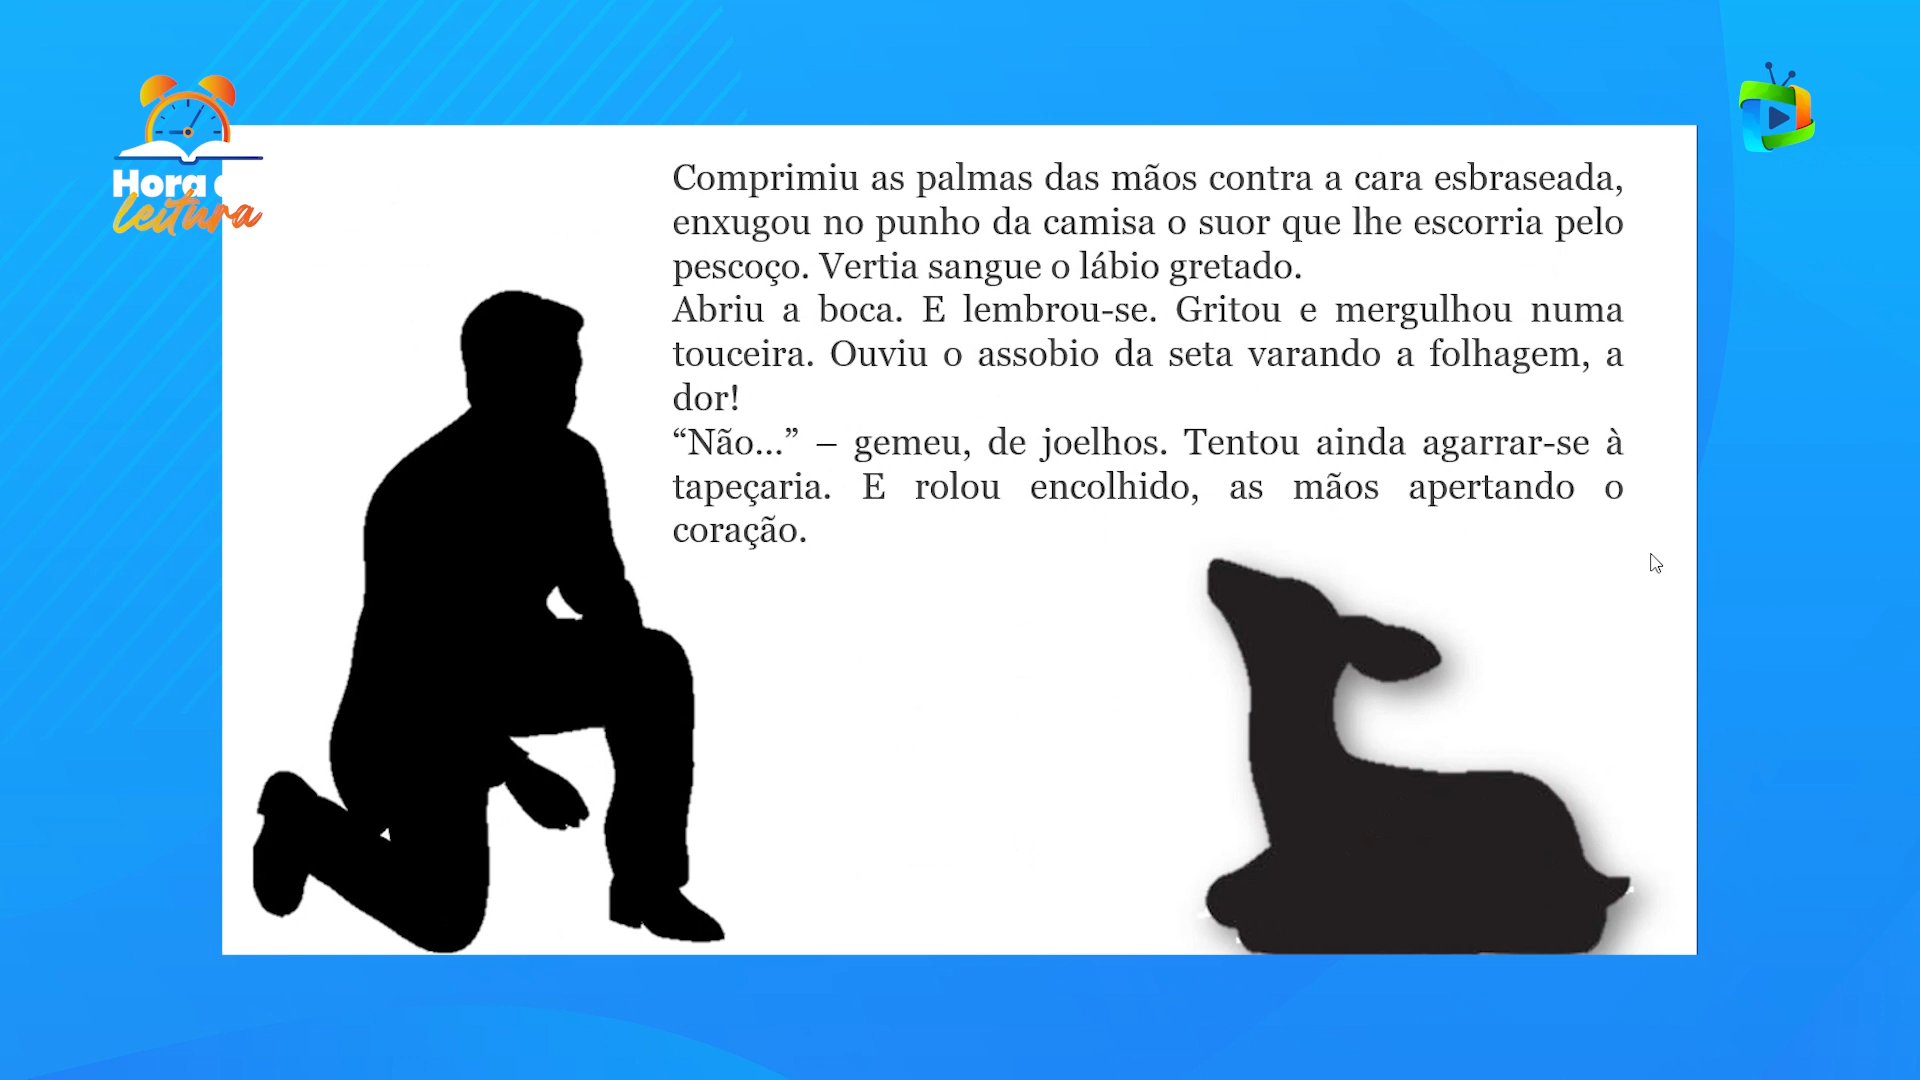 Hora
leitura
Comprimiu as palmas das mãos contra a cara esbraseada,
enxugou no punho da camisa o suor que lhe escorria pelo
pescoço. Vertia sangue o lábio gretado.
Abriu a boca. E lembrou-se. Gritou e mergulhou numa
touceira. Ouviu o assobio da seta varando a folhagem, a
dor!
“Não...” – gemeu, de joelhos. Tentou ainda agarrar-se à
tapeçaria. E rolou encolhido, as mãos apertando o
coração.